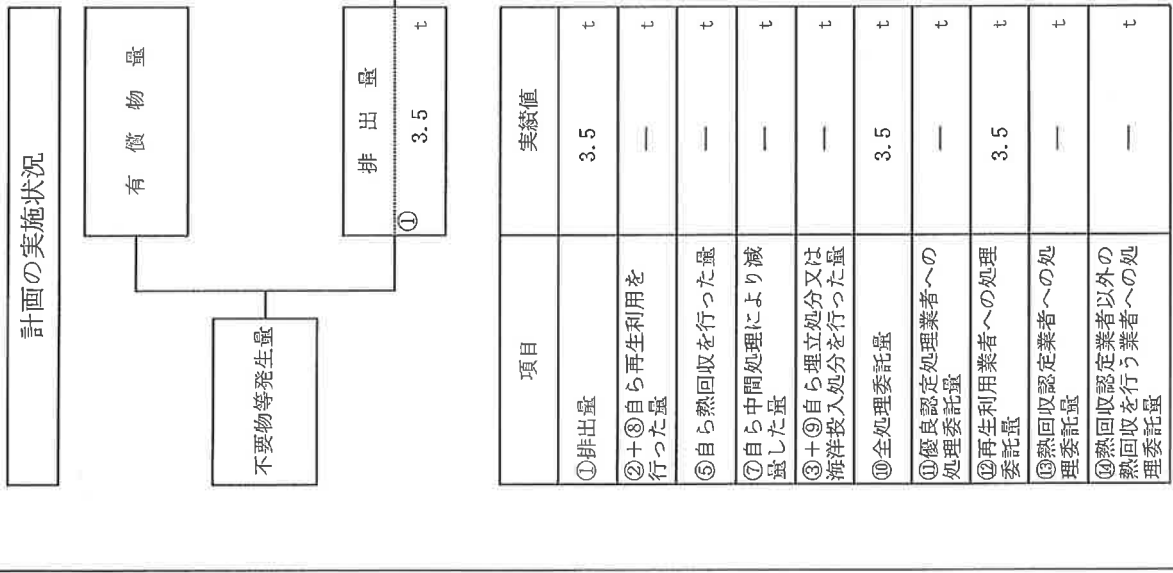 計画の実施状況
有償物量
不要物等発生量
排出量
① 3.5 t
項目 実績値
①排出量 3.5 t
②+⑧自ら再生利用を
行った量 — t
⑤自ら熱回収を行った量 — t
⑦自ら中間処理により減
量した量 — t
③+⑨自ら埋立処分又は
海洋投入処分を行った量 — t
⑩全処理委託量 3.5 t
⑪優良認定処理業者への
処理委託量 — t
⑫再生利用業者への処理
委託量 3.5 t
⑬熱回収認定業者への処
理委託量 — t
⑭熱回収認定業者以外の
熱回収を行う業者への処
理委託量 — t